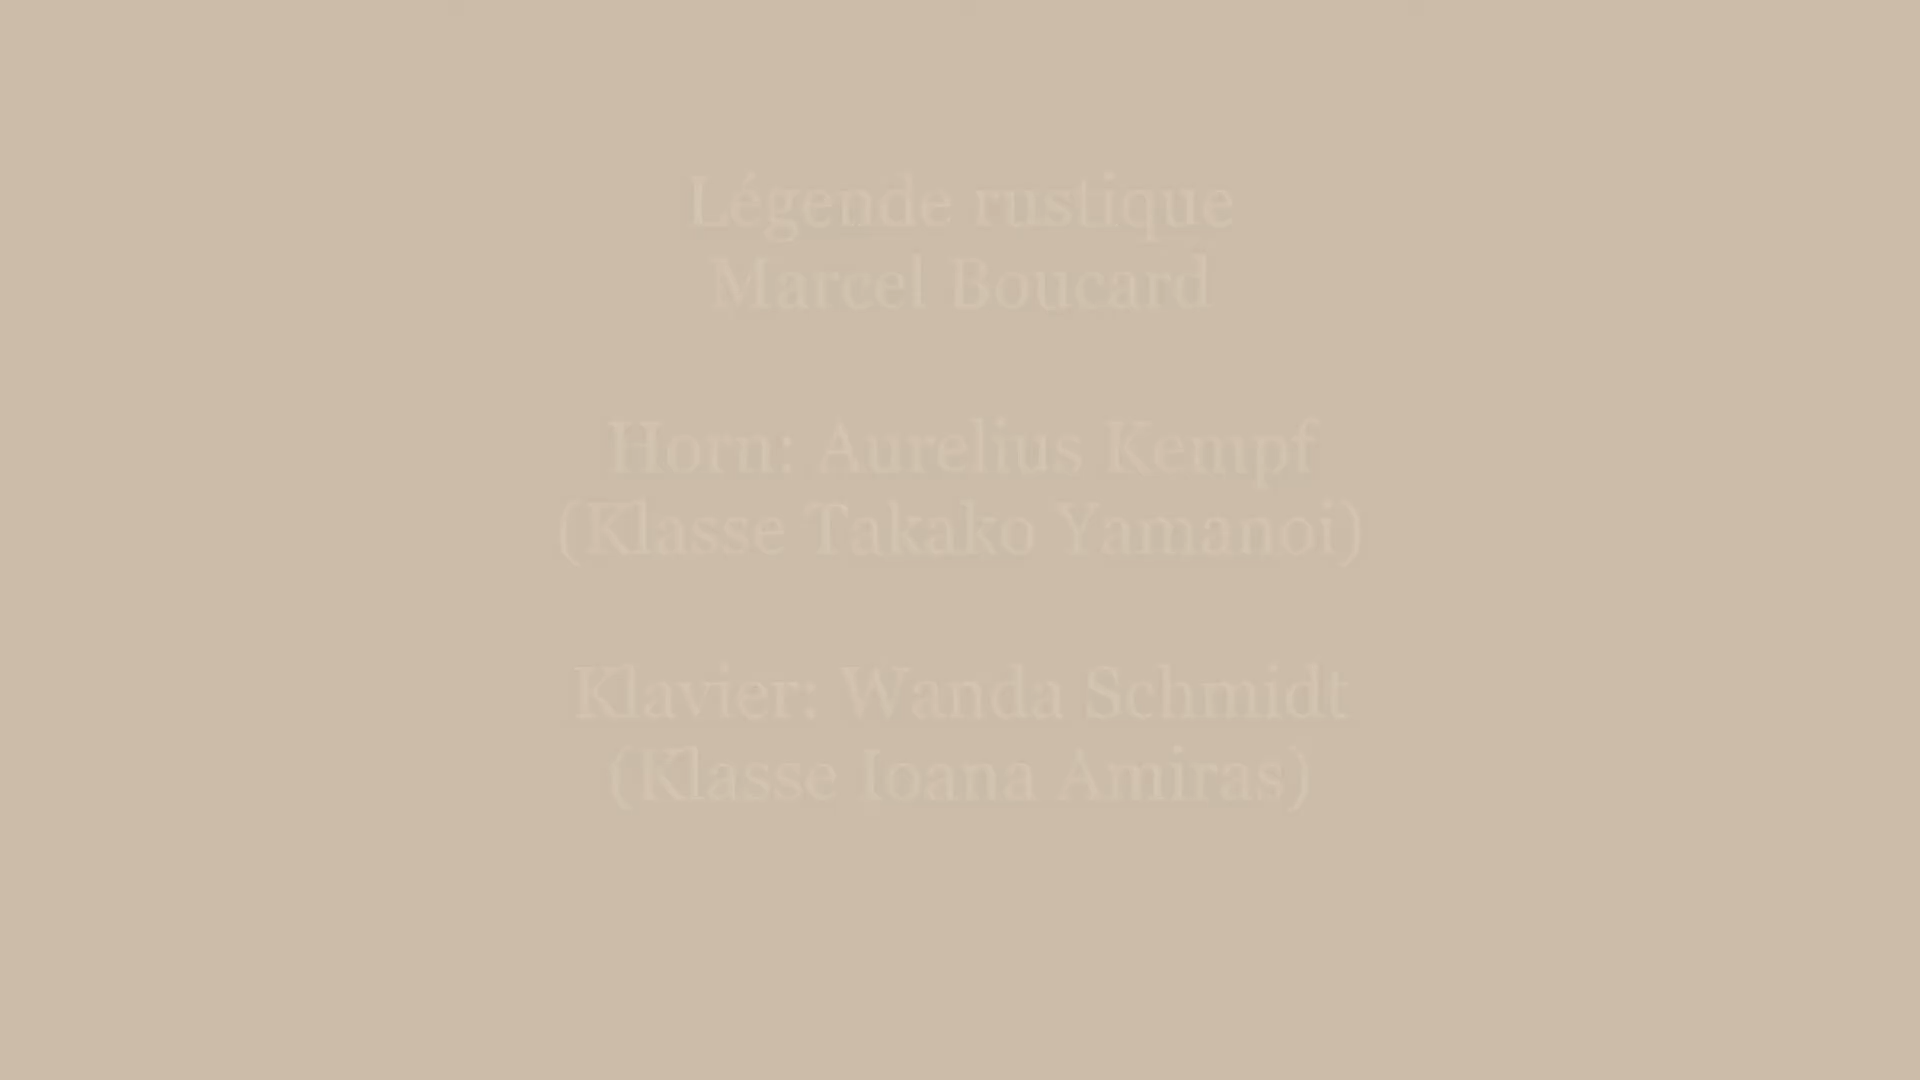 Légende rustique
Marcel Boucard
Horn: Aurelius Kempf
(Klasse Takako Yamanoi)
Klavier: Wanda Schmidt
(Klasse Ioana Amiras)